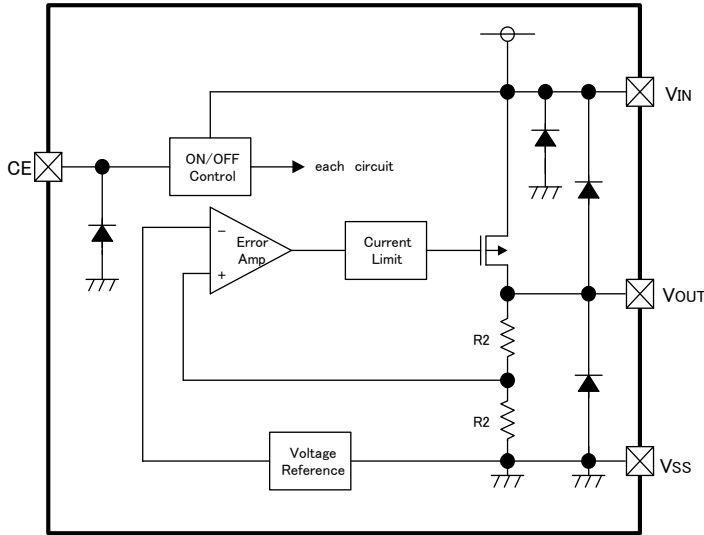 VIN
CE
ON/OFF
Control
each circuit
−
Error
Amp
+
Current
Limit
VOUT
R2
R2
Voltage
Reference
VSS